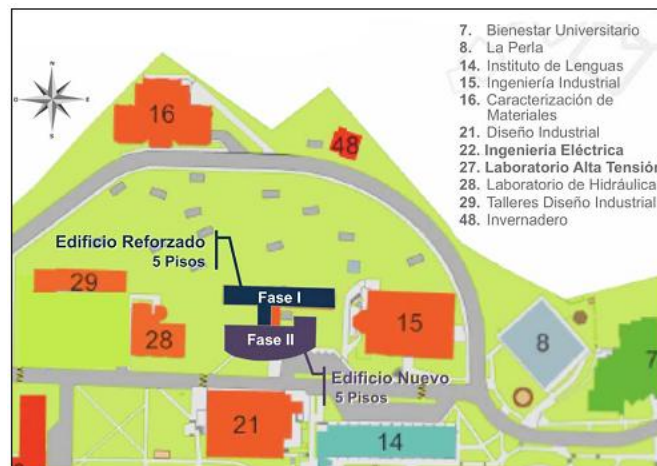 7. Bienestar Universitario
8. La Perla
14. Instituto de Lenguas
15. Ingeniería Industrial
16. Caracterización de
Materiales
21. Diseño Industrial
22. Ingeniería Eléctrica
27. Laboratorio Alta Tensión
28. Laboratorio de Hidráulica
29. Talleres Diseño Industrial
48. Invernadero
16
48
Edificio Reforzado
5 Pisos
29
Fase I
28
Fase II
15
8
7
Edificio Nuevo
5 Pisos
21
14